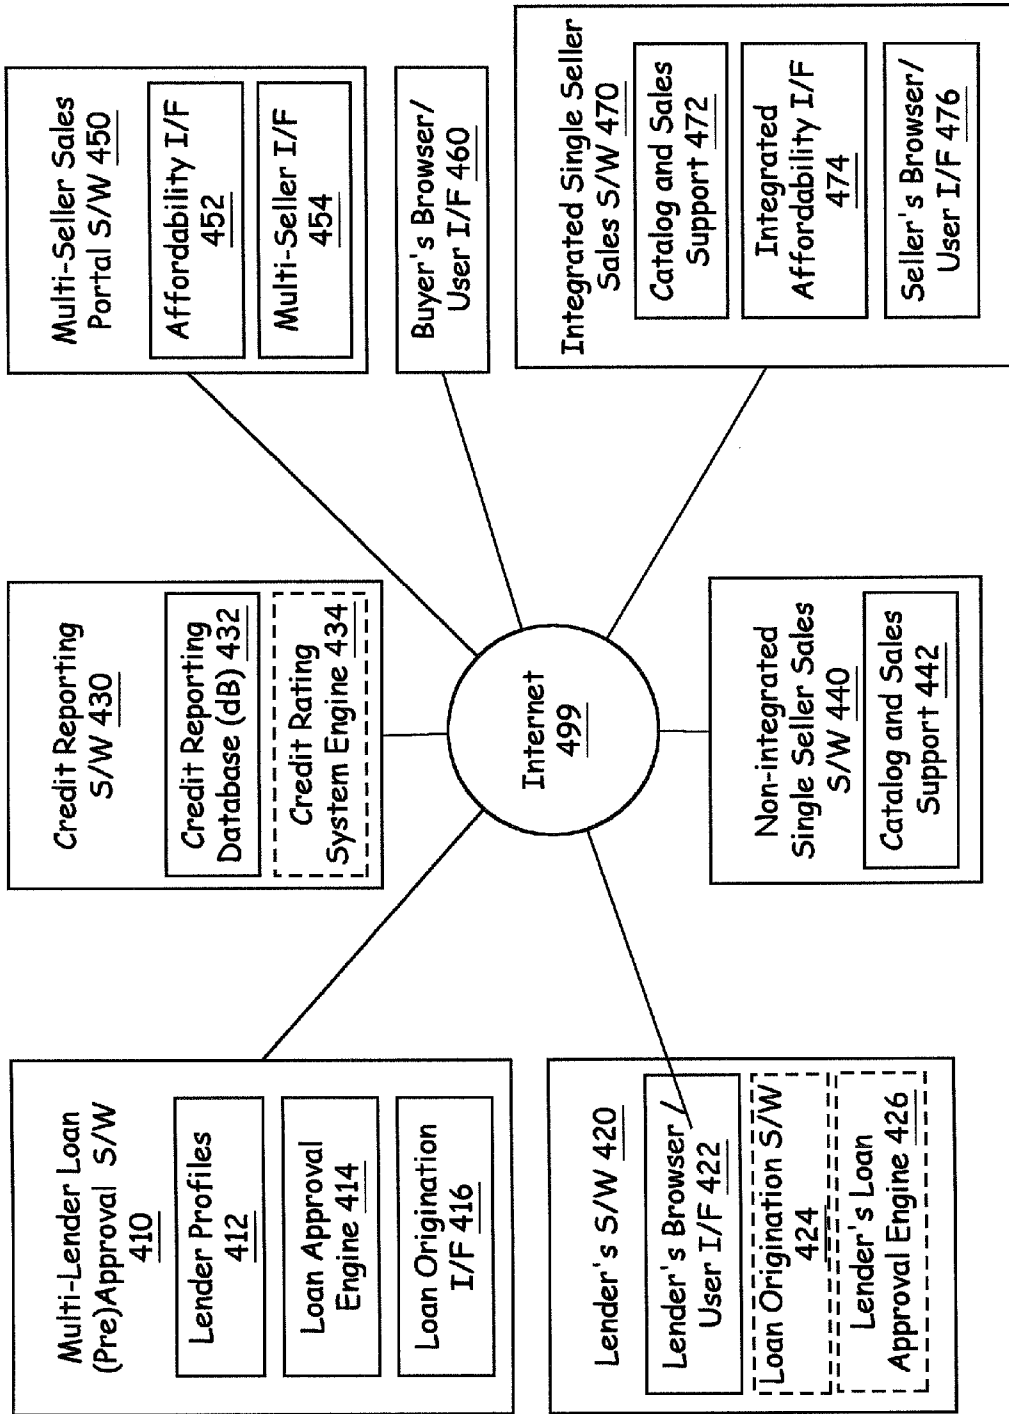 Multi-Lender Loan
(Pre)Approval S/W
410
Lender Profiles
412
Loan Approval
Engine 414
Loan Origination
I/F 416
Credit Reporting
S/W 430
Credit Reporting
Database (dB) 432
Credit Rating
System Engine 434
Multi-Seller Sales
Portal S/W 450
Affordability I/F
452
Multi-Seller I/F
454
Buyer's Browser/
User I/F 460
Internet
499
Lender's S/W 420
Lender's Browser /
User I/F 422
Loan Origination S/W
424
Lender's Loan
Approval Engine 426
Non-integrated
Single Seller Sales
S/W 440
Catalog and Sales
Support 442
Integrated Single Seller
Sales S/W 470
Catalog and Sales
Support 472
Integrated
Affordability I/F
474
Seller's Browser/
User I/F 476